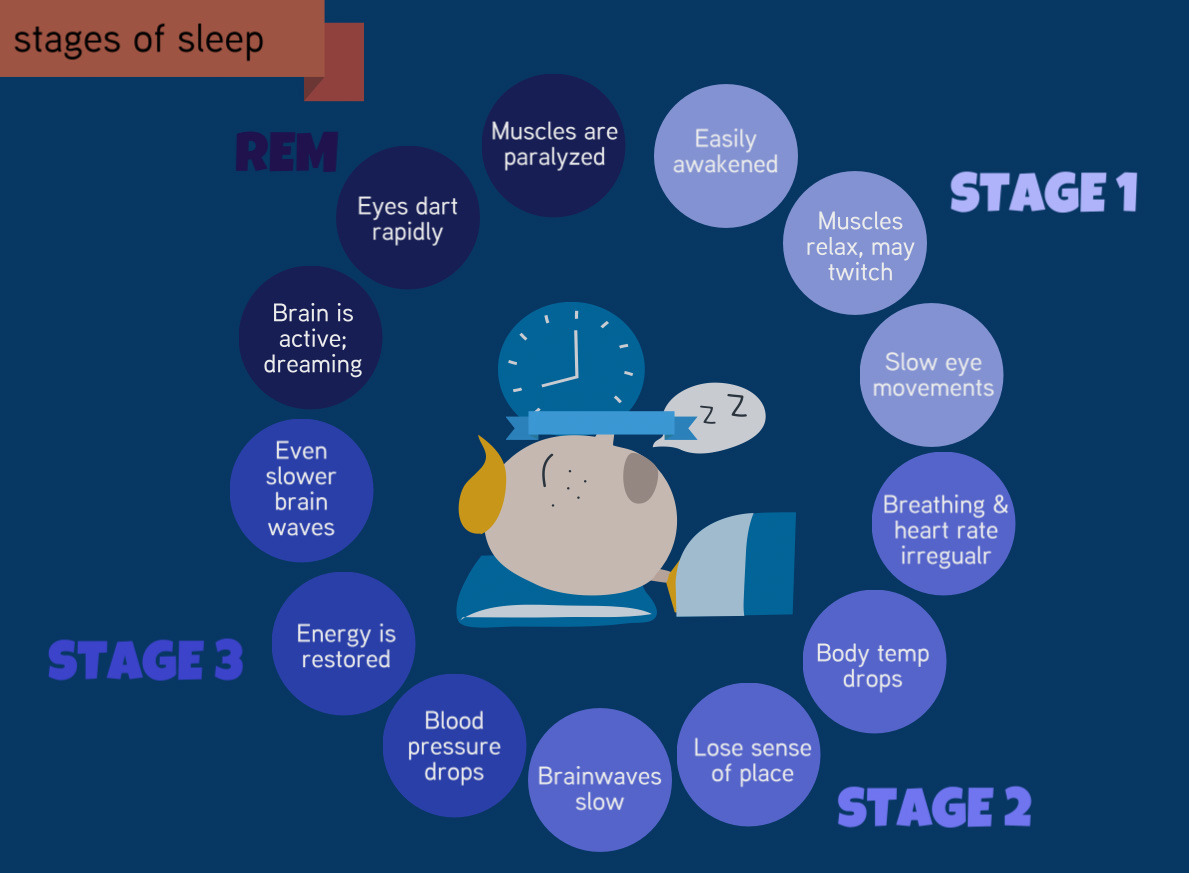 stages of sleep
STAGE 1
Easily
awakened
Muscles
relax, may
twitch
Slow eye
movements
STAGE 2
Breathing &
heart rate
irregualr
Body temp
drops
Lose sense
of place
Brainwaves
slow
STAGE 3
Blood
pressure
drops
Energy is
restored
Even
slower
brain
waves
REM
Brain is
active;
dreaming
Eyes dart
rapidly
Muscles are
paralyzed
z Z